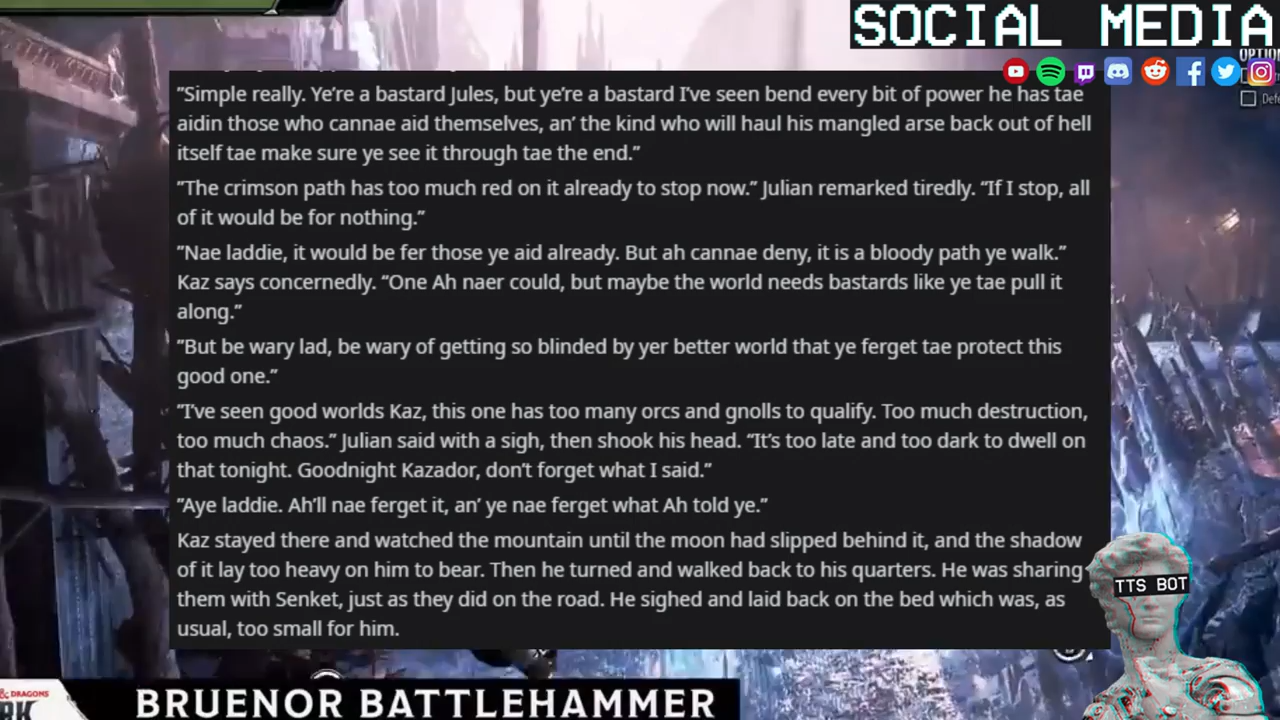 SOCIAL MEDIA
OPTIO
Defe
"Simple really. Ye're a bastard Jules, but ye're a bastard I've seen bend every bit of power he has tae
aidin those who cannae aid themselves, an' the kind who will haul his mangled arse back out of hell
itself tae make sure ye see it through tae the end."
"The crimson path has too much red on it already to stop now." Julian remarked tiredly. "If I stop, all
of it would be for nothing."
"Nae laddie, it would be fer those ye aid already. But ah cannae deny, it is a bloody path ye walk."
Kaz says concernedly. "One Ah naer could, but maybe the world needs bastards like ye tae pull it
along."
"But be wary lad, be wary of getting so blinded by yer better world that ye ferget tae protect this
good one."
"I've seen good worlds Kaz, this one has too many orcs and gnolls to qualify. Too much destruction,
too much chaos." Julian said with a sigh, then shook his head. "It's too late and too dark to dwell on
that tonight. Goodnight Kazador, don't forget what I said."
"Aye laddie. Ah'll nae ferget it, an' ye nae ferget what Ah told ye."
Kaz stayed there and watched the mountain until the moon had slipped behind it, and the shadow
of it lay too heavy on him to bear. Then he turned and walked back to his quarters. He was sharing
them with Senket, just as they did on the road. He sighed and laid back on the bed which was, as
usual, too small for him.
TTS BOT
& DRAGONS
RK
BRUENOR BATTLEHAMMER